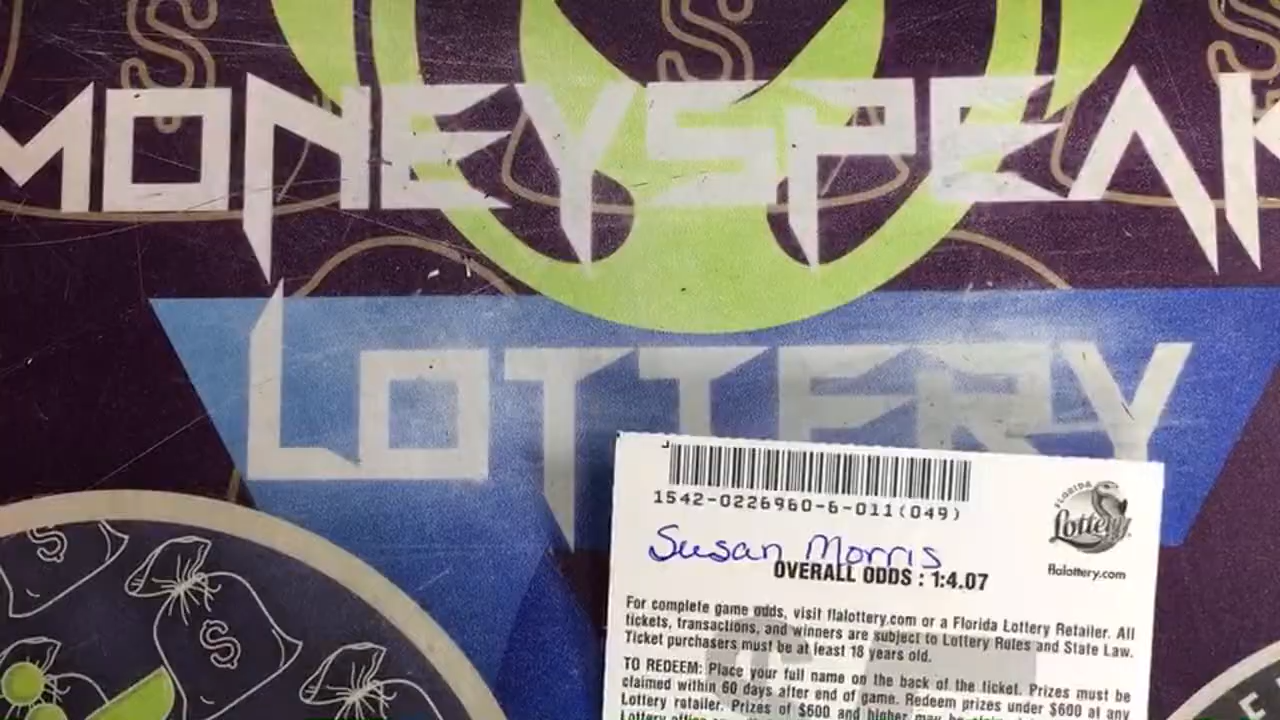 MONEYSPEAK
LOTTERY
1542-0226960-6-011(049)
FLORIDA
Lottery
flalottery.com
Susan Morris
OVERALL ODDS : 1:4.07
For complete game odds, visit flalottery.com or a Florida Lottery Retailer. All
tickets, transactions, and winners are subject to Lottery Rules and State Law.
Ticket purchasers must be at least 18 years old.
TO REDEEM: Place your full name on the back of the ticket. Prizes must be
claimed within 60 days after end of game. Redeem prizes under $600 at any
Lottery retailer. Prizes of $600 and higher may be